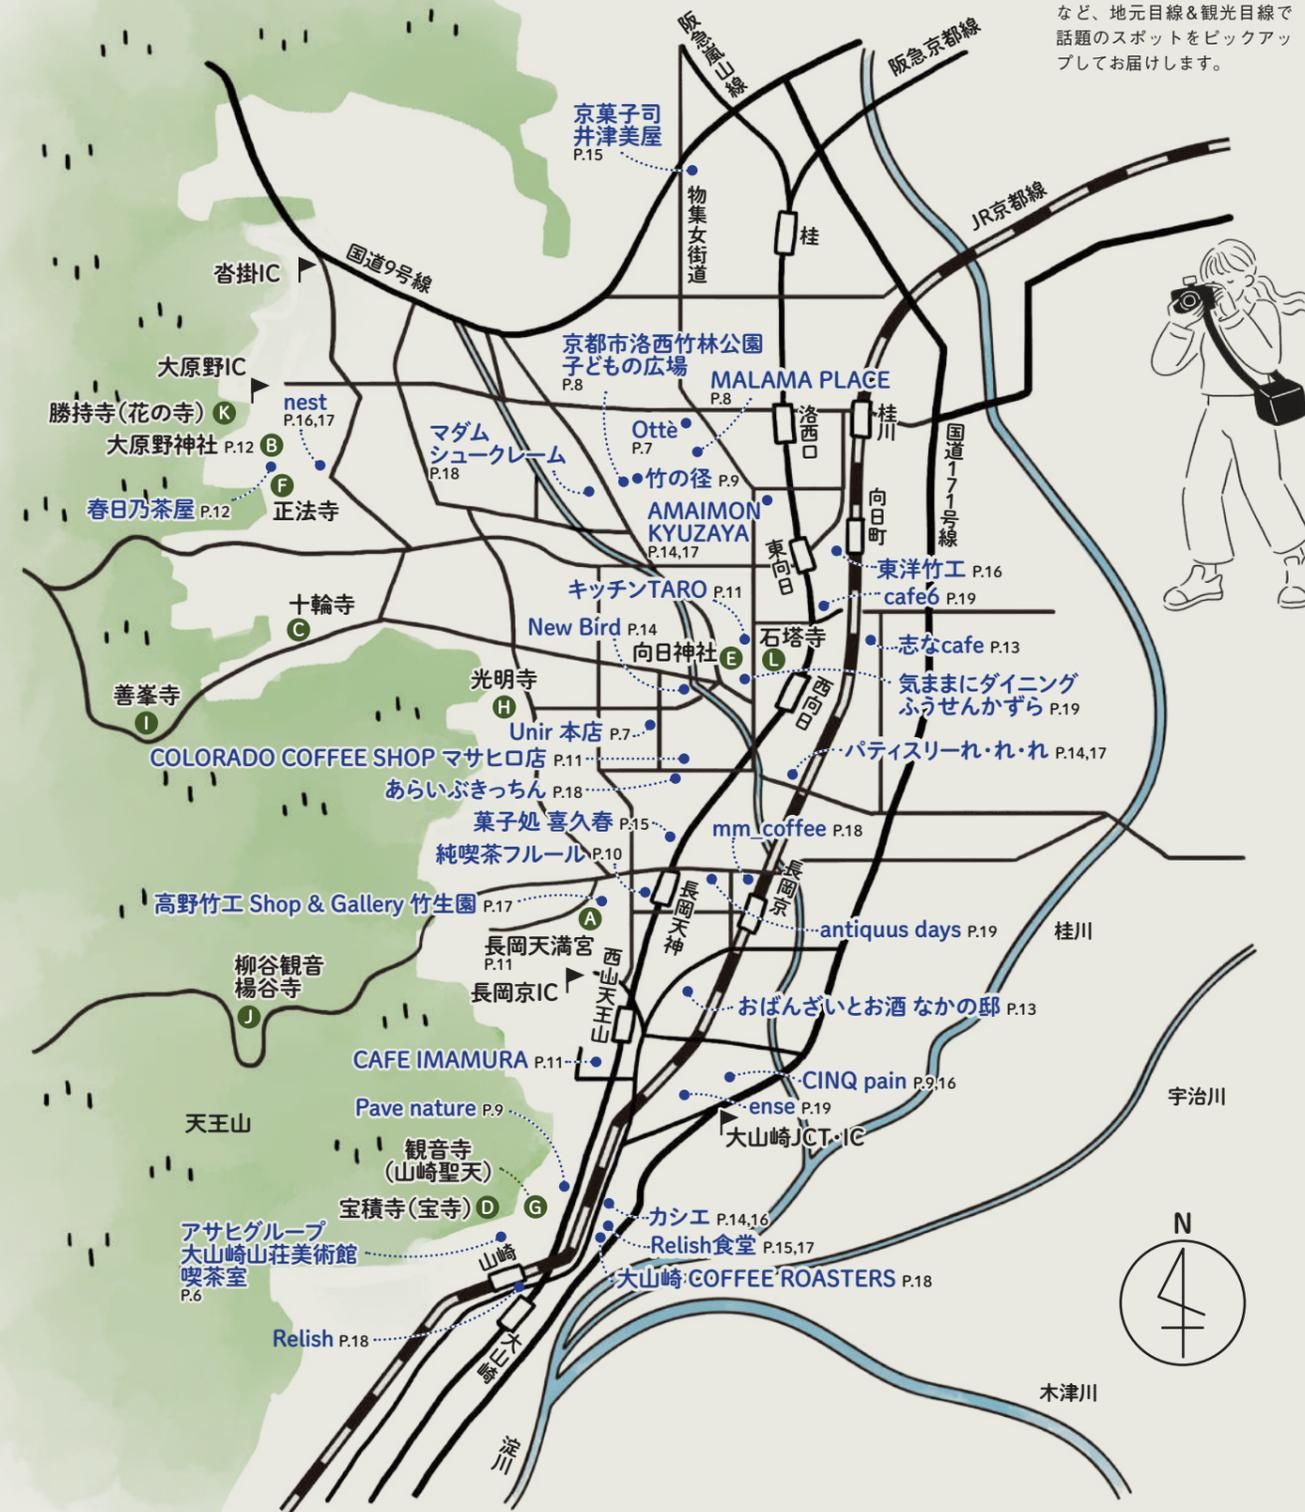 など、地元目線&観光目線で
話題のスポットをピックアッ
プしてお届けします。
阪急嵐山線
阪急京都線
京菓子司
井津美屋
P.15
物集女街道
桂
JR京都線
国道9号線
沓掛IC
京都市洛西竹林公園
子どもの広場
P.8
大原野IC
MALAMA PLACE
P.8
勝持寺(花の寺) K
nest
P.16,17
洛西口
桂川
国道171号線
大原野神社 P.12 B
マダム
シュークレーム
P.18
Ottè
P.7
竹の径 P.9
F
正法寺
春日乃茶屋 P.12
AMAIMON
KYUZAYA
P.14,17
向日町
東向日
東洋竹工 P.16
キッチンTARO P.11
cafe6 P.19
十輪寺
C
New Bird P.14
向日神社 E
石塔寺
L
志なcafe P.13
光明寺
H
善峯寺
I
西向日
気ままにダイニング
ふうせんかずら P.19
Unir 本店 P.7
COLORADO COFFEE SHOP マサヒロ店 P.11
パティスリーれ・れ・れ P.14,17
あらいぶきっちん P.18
菓子処 喜久春 P.15
mm_coffee P.18
純喫茶フルール P.10
長岡天神
長岡京
高野竹工 Shop & Gallery 竹生園 P.17
A
長岡天満宮
P.11
antiquus days P.19
桂川
柳谷観音
楊谷寺
J
西山天王山
長岡京IC
おばんざいとお酒 なかの邸 P.13
CAFE IMAMURA P.11
CINQ pain P.9,16
ense P.19
宇治川
Pave nature P.9
天王山
大山崎JCT・IC
観音寺
(山崎聖天)
宝積寺(宝寺) D
G
カシエ P.14,16
アサヒグループ
大山崎山荘美術館
喫茶室
P.6
Relish食堂 P.15,17
山崎
大山崎 COFFEE ROASTERS P.18
N
Relish P.18
大山崎
木津川
淀川